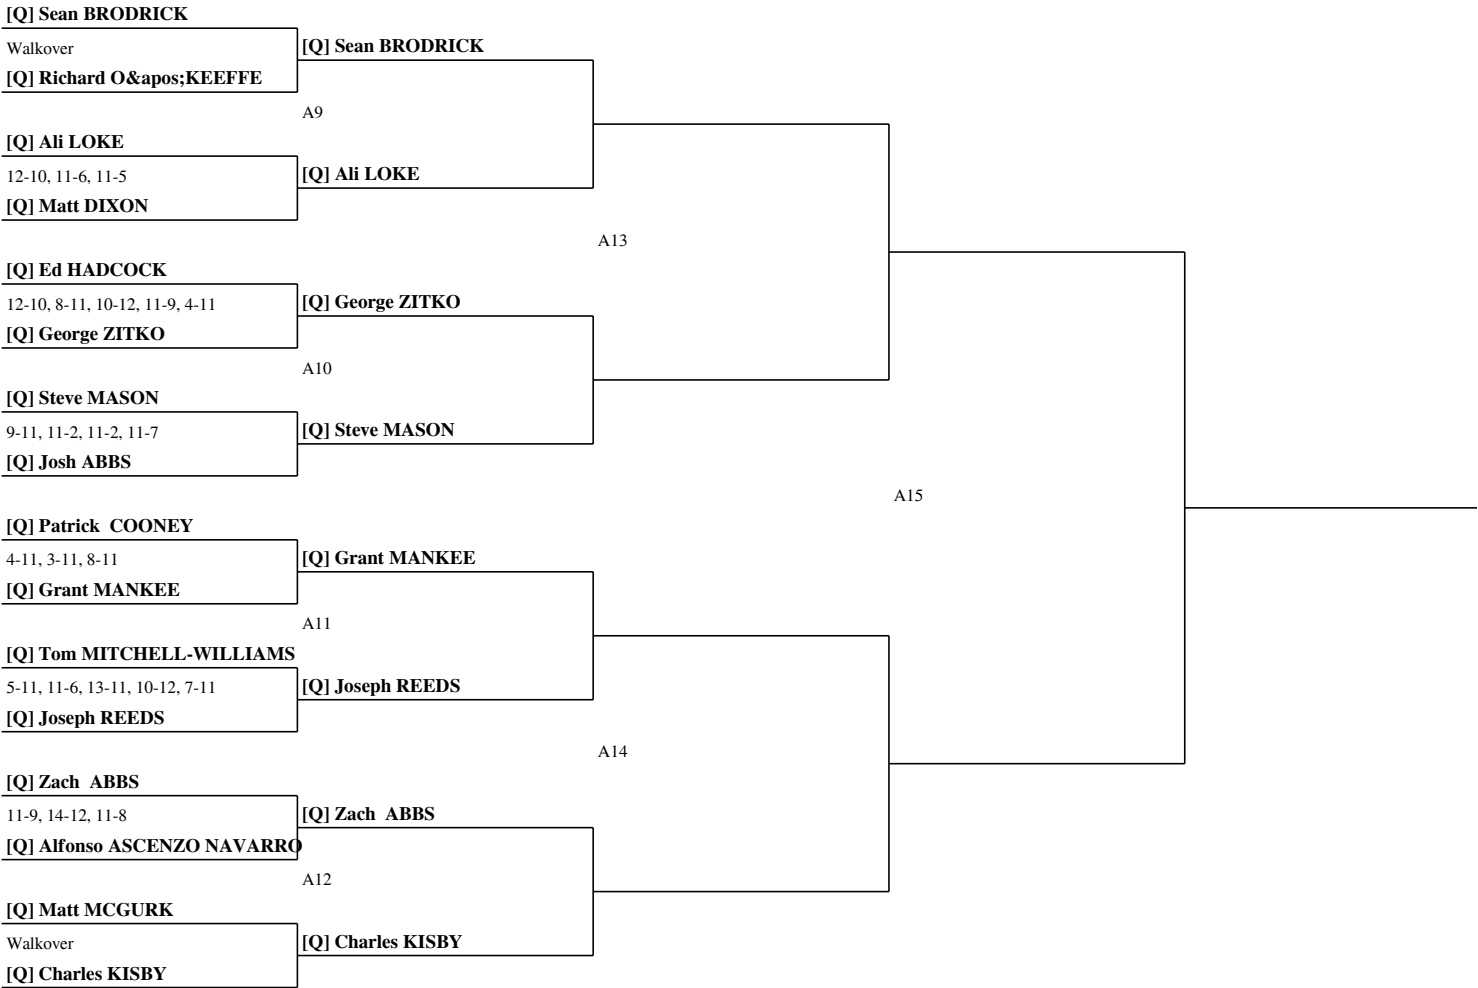 [Q] Sean BRODRICK
Walkover
[Q] Richard O&apos;KEEFFE
[Q] Sean BRODRICK
A9
[Q] Ali LOKE
12-10, 11-6, 11-5
[Q] Matt DIXON
[Q] Ali LOKE
A13
[Q] Ed HADCOCK
12-10, 8-11, 10-12, 11-9, 4-11
[Q] George ZITKO
[Q] George ZITKO
A10
[Q] Steve MASON
9-11, 11-2, 11-2, 11-7
[Q] Josh ABBS
[Q] Steve MASON
A15
[Q] Patrick  COONEY
4-11, 3-11, 8-11
[Q] Grant MANKEE
[Q] Grant MANKEE
A11
[Q] Tom MITCHELL-WILLIAMS
5-11, 11-6, 13-11, 10-12, 7-11
[Q] Joseph REEDS
[Q] Joseph REEDS
A14
[Q] Zach  ABBS
11-9, 14-12, 11-8
[Q] Alfonso ASCENZO NAVARRO
[Q] Zach  ABBS
A12
[Q] Matt MCGURK
Walkover
[Q] Charles KISBY
[Q] Charles KISBY